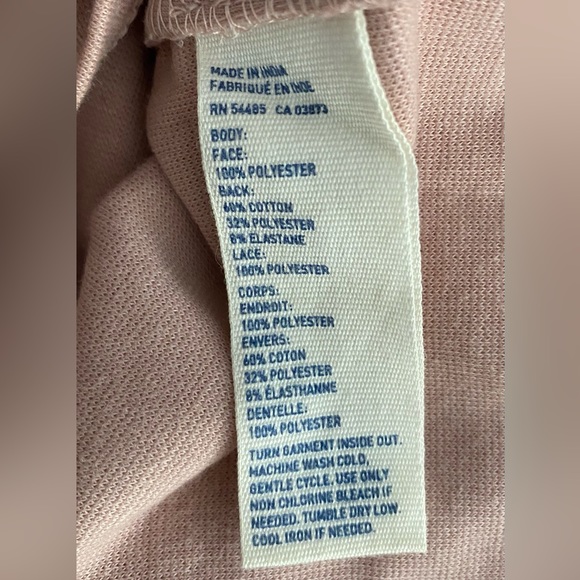 MADE IN INDIA
FABRIQUÉ EN INDE
RN 54485 CA 03873
BODY:
FACE:
100% POLYESTER
BACK:
60% COTTON
32% POLYESTER
8% ELASTANE
LACE:
100% POLYESTER
CORPS:
ENDROIT:
100% POLYESTER
ENVERS:
60% COTON
32% POLYESTER
8% ÉLASTHANNE
DENTELLE:
100% POLYESTER
TURN GARMENT INSIDE OUT.
MACHINE WASH COLD,
GENTLE CYCLE. USE ONLY
NON CHLORINE BLEACH IF
NEEDED. TUMBLE DRY LOW
COOL IRON IF NEEDED.